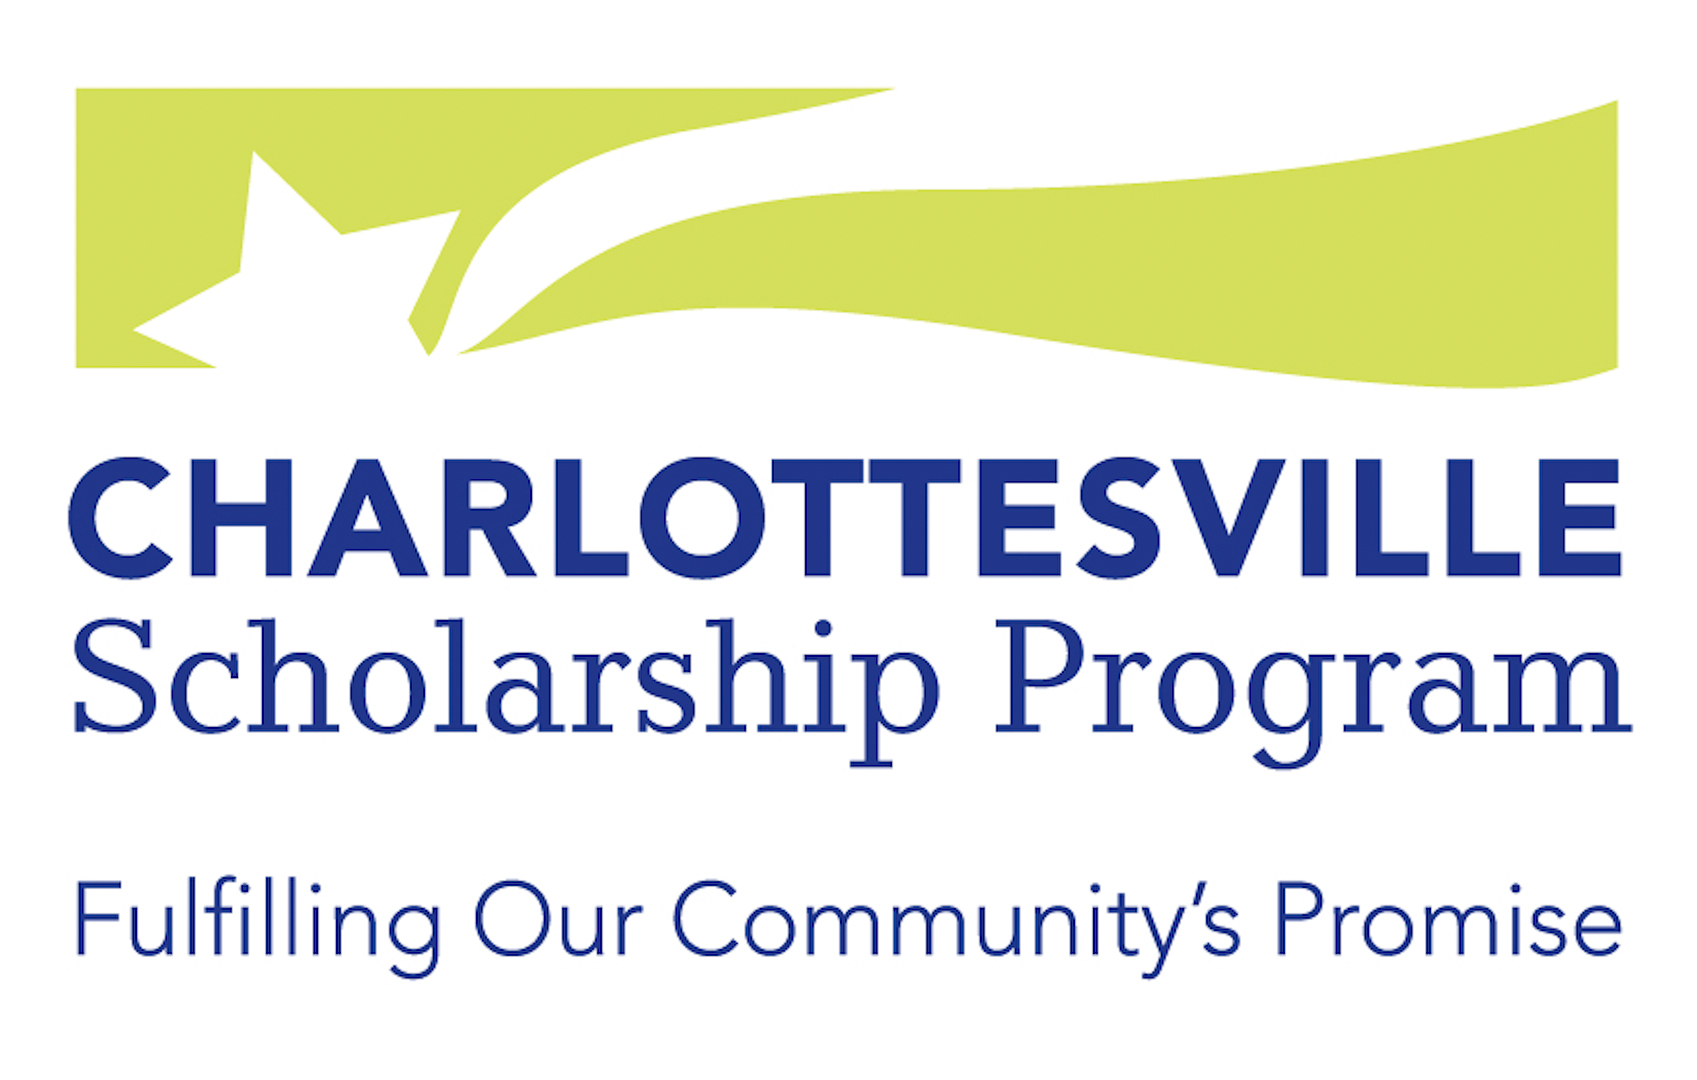 CHARLOTTESVILLE
Scholarship Program
Fulfilling Our Community’s Promise